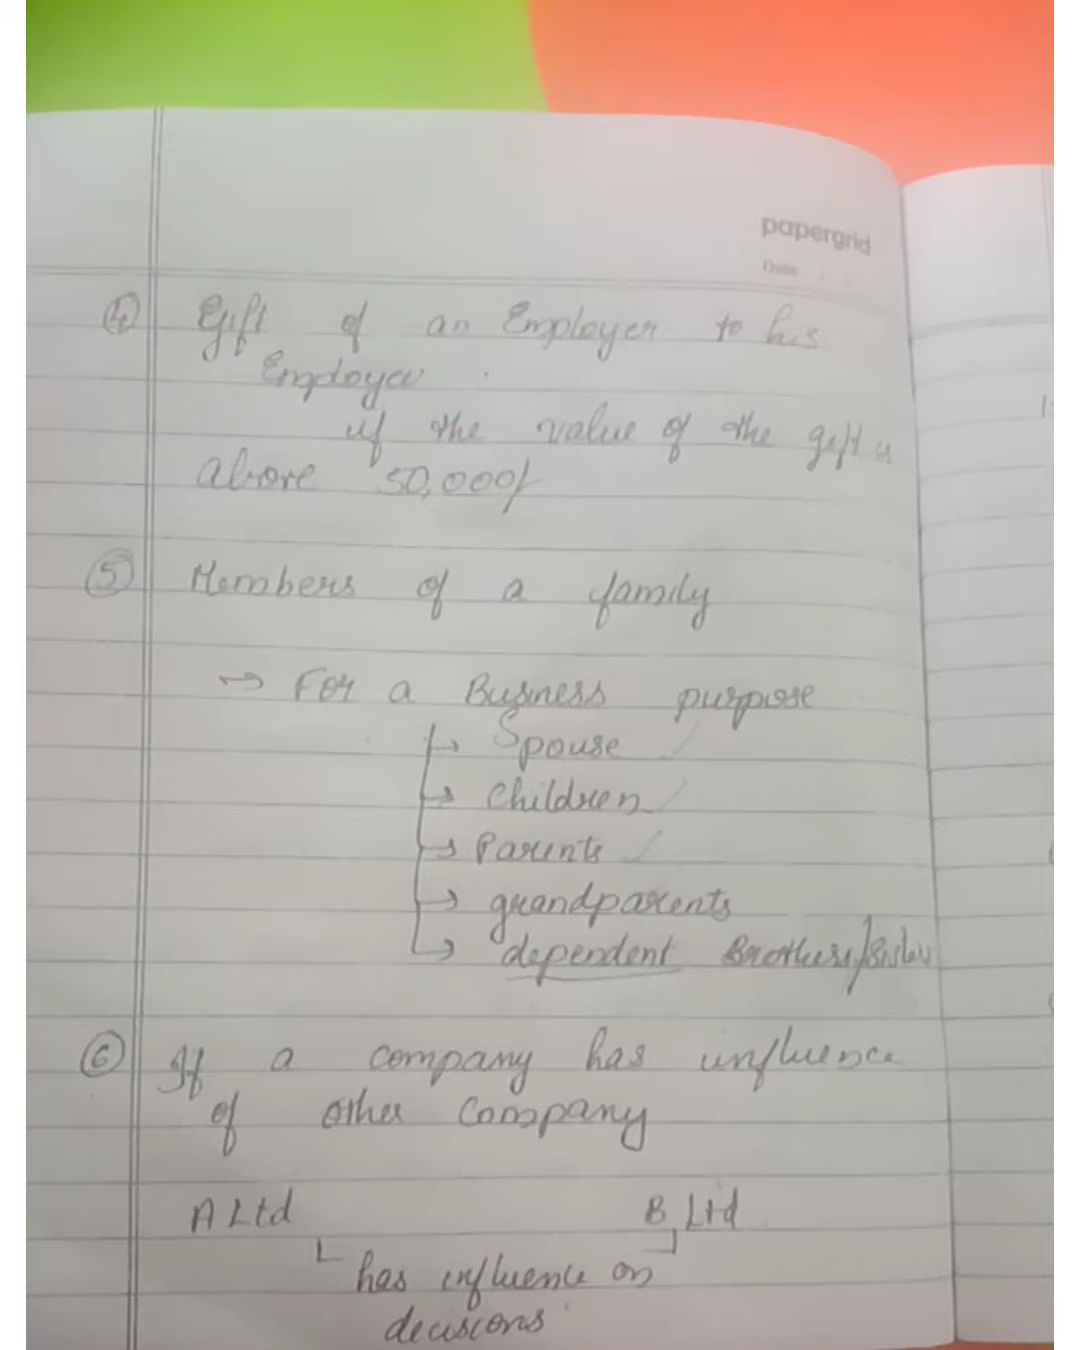 papergrid
Date
④ Gift of an Employer to his
Employee.
if the value of the gift is
above 50,000/-
⑤ Members of a family
→ For a Business purpose
→ Spouse
→ Children
→ Parents
→ grandparents
→ dependent Brothers/Sister
⑥ If a company has influence
of other Company
A Ltd B Ltd
has influence on
decisions